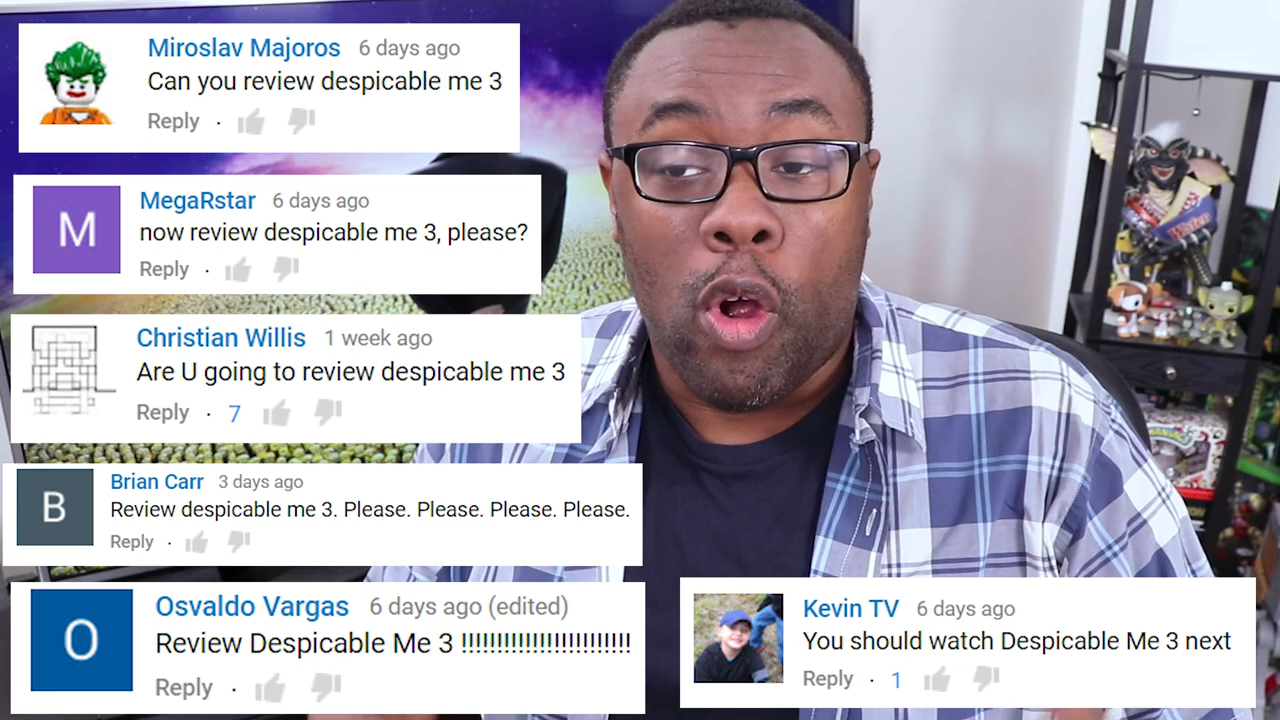 Miroslav Majoros 6 days ago
Can you review despicable me 3
Reply ·
M
MegaRstar 6 days ago
now review despicable me 3, please?
Reply ·
Christian Willis 1 week ago
Are U going to review despicable me 3
Reply · 7
B
Brian Carr 3 days ago
Review despicable me 3. Please. Please. Please. Please.
Reply ·
O
Osvaldo Vargas 6 days ago (edited)
Review Despicable Me 3 !!!!!!!!!!!!!!!!!!!!!!!!
Reply ·
Kevin TV 6 days ago
You should watch Despicable Me 3 next
Reply · 1